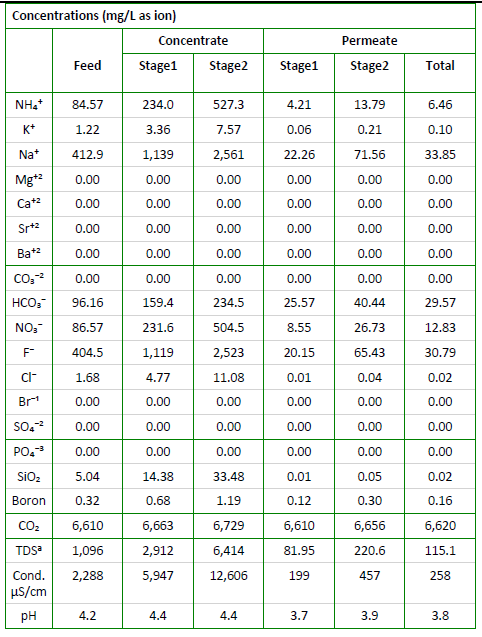 Concentrations (mg/L as ion)
Concentrate Permeate
Feed Stage1 Stage2 Stage1 Stage2 Total
NH₄⁺ 84.57 234.0 527.3 4.21 13.79 6.46
K⁺ 1.22 3.36 7.57 0.06 0.21 0.10
Na⁺ 412.9 1,139 2,561 22.26 71.56 33.85
Mg⁺² 0.00 0.00 0.00 0.00 0.00 0.00
Ca⁺² 0.00 0.00 0.00 0.00 0.00 0.00
Sr⁺² 0.00 0.00 0.00 0.00 0.00 0.00
Ba⁺² 0.00 0.00 0.00 0.00 0.00 0.00
CO₃⁻² 0.00 0.00 0.00 0.00 0.00 0.00
HCO₃⁻ 96.16 159.4 234.5 25.57 40.44 29.57
NO₃⁻ 86.57 231.6 504.5 8.55 26.73 12.83
F⁻ 404.5 1,119 2,523 20.15 65.43 30.79
Cl⁻ 1.68 4.77 11.08 0.01 0.04 0.02
Br⁻¹ 0.00 0.00 0.00 0.00 0.00 0.00
SO₄⁻² 0.00 0.00 0.00 0.00 0.00 0.00
PO₄⁻³ 0.00 0.00 0.00 0.00 0.00 0.00
SiO₂ 5.04 14.38 33.48 0.01 0.05 0.02
Boron 0.32 0.68 1.19 0.12 0.30 0.16
CO₂ 6,610 6,663 6,729 6,610 6,656 6,620
TDSª 1,096 2,912 6,414 81.95 220.6 115.1
Cond. 2,288 5,947 12,606 199 457 258
µS/cm
pH 4.2 4.4 4.4 3.7 3.9 3.8